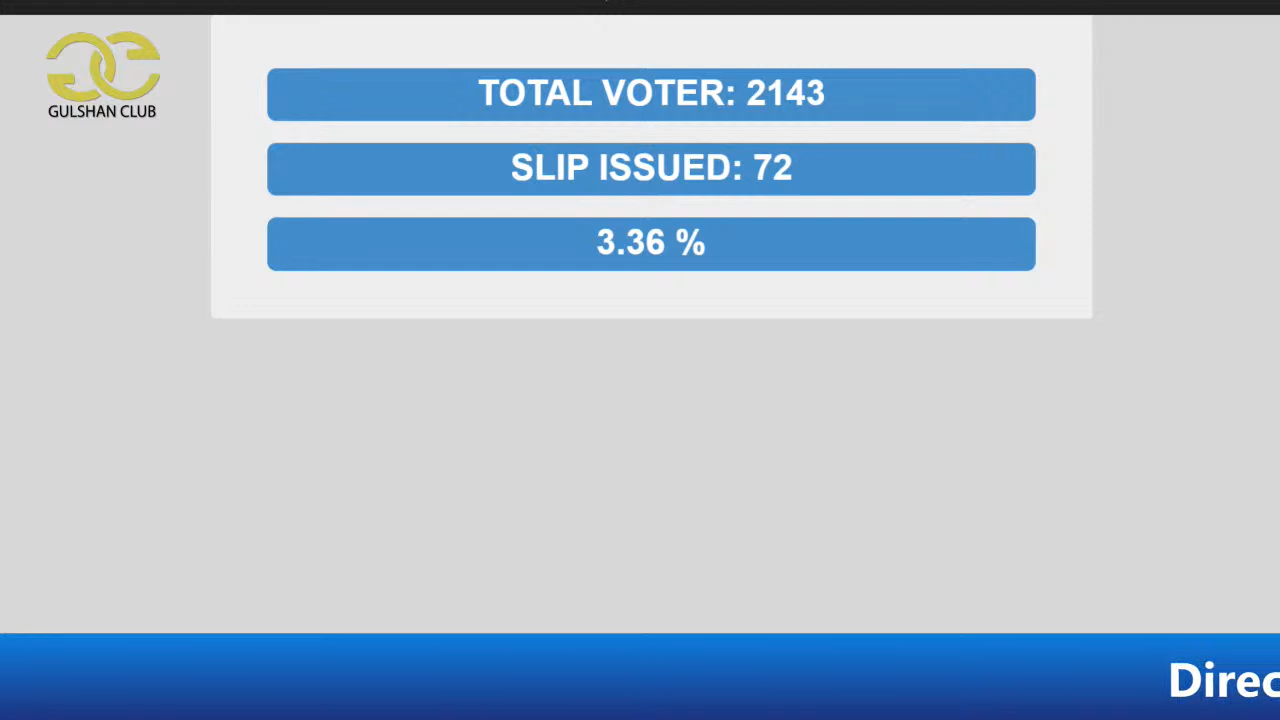 GULSHAN CLUB
TOTAL VOTER: 2143
SLIP ISSUED: 72
3.36 %
Direc